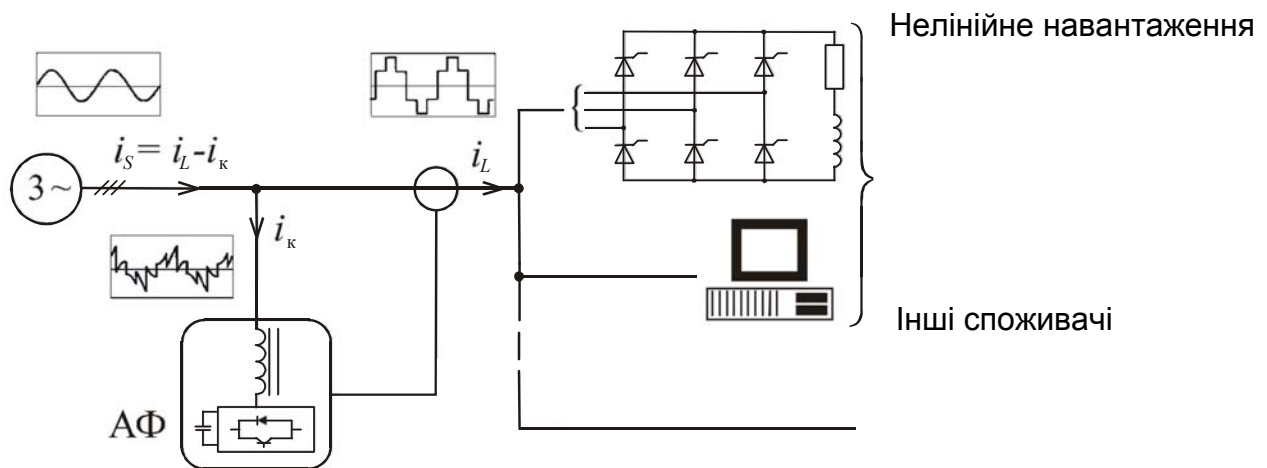 Нелінійне навантаження
i_S = i_L-i_к
i_L
3~
i_к
Інші споживачі
АФ